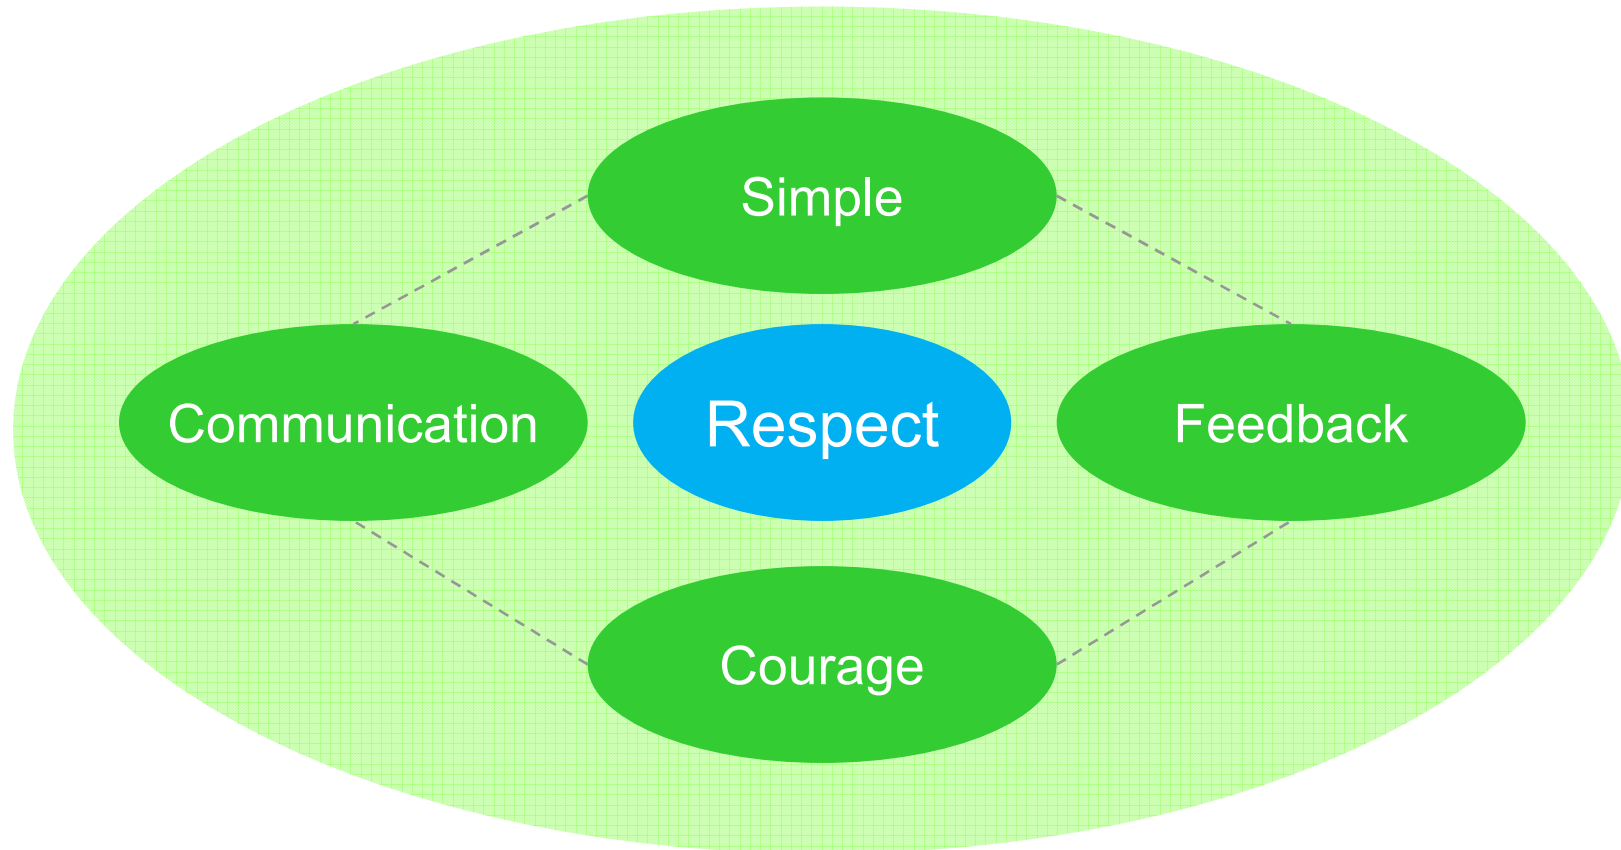 Simple
Communication
Respect
Feedback
Courage